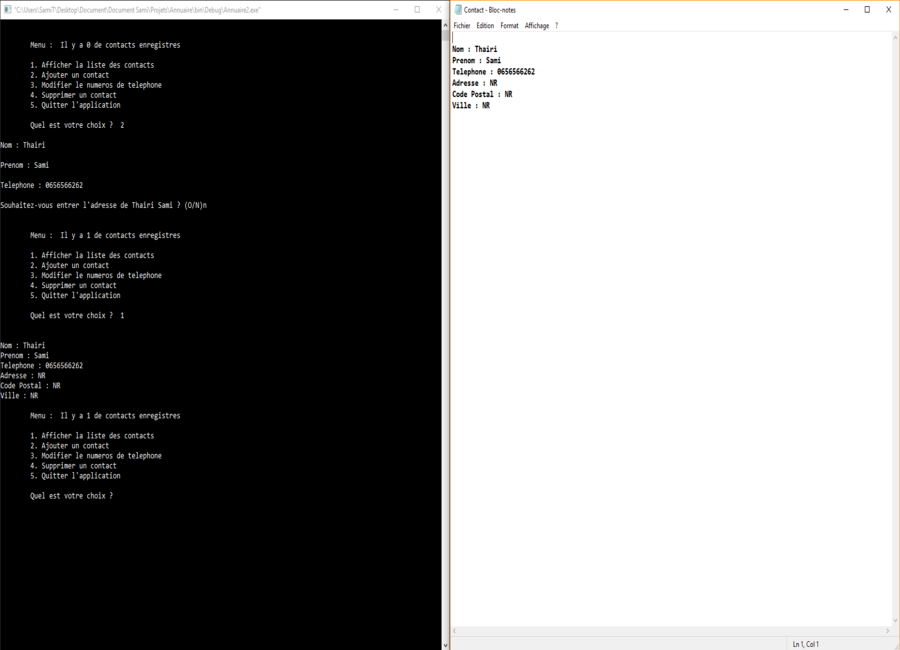 "C:\Users\SamiT\Desktop\Document\Document Sami\Projets\Annuaire\bin\Debug\Annuaire2.exe"
Menu :  Il y a 0 de contacts enregistres
1. Afficher la liste des contacts
2. Ajouter un contact
3. Modifier le numeros de telephone
4. Supprimer un contact
5. Quitter l'application
Quel est votre choix ?  2
Nom : Thairi
Prenom : Sami
Telephone : 0656566262
Souhaitez-vous entrer l'adresse de Thairi Sami ? (O/N)n
Menu :  Il y a 1 de contacts enregistres
1. Afficher la liste des contacts
2. Ajouter un contact
3. Modifier le numeros de telephone
4. Supprimer un contact
5. Quitter l'application
Quel est votre choix ?  1
Nom : Thairi
Prenom : Sami
Telephone : 0656566262
Adresse : NR
Code Postal : NR
Ville : NR
Menu :  Il y a 1 de contacts enregistres
1. Afficher la liste des contacts
2. Ajouter un contact
3. Modifier le numeros de telephone
4. Supprimer un contact
5. Quitter l'application
Quel est votre choix ?
Contact - Bloc-notes
Fichier Edition Format Affichage ?
Nom : Thairi
Prenom : Sami
Telephone : 0656566262
Adresse : NR
Code Postal : NR
Ville : NR
Ln 1, Col 1